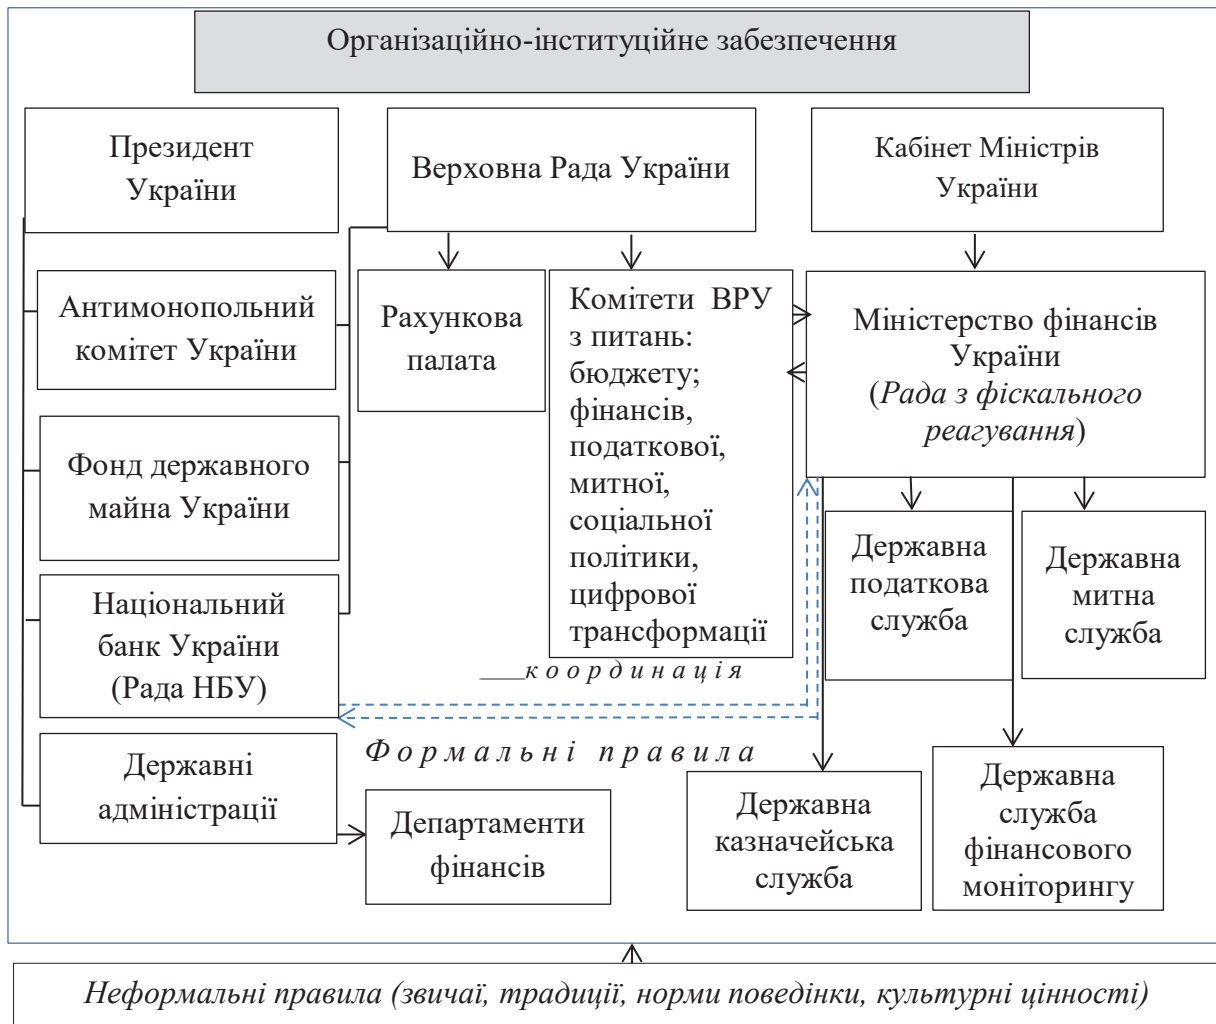 Організаційно-інституційне забезпечення
Президент
України
Верховна Рада України
Кабінет Міністрів
України
Антимонопольний
комітет України
Рахункова
палата
Комітети ВРУ
з питань:
бюджету;
фінансів,
податкової,
митної,
соціальної
політики,
цифрової
трансформації
Міністерство фінансів
України
(Рада з фіскального
реагування)
Фонд державного
майна України
Національний
банк України
(Рада НБУ)
Державна
податкова
служба
Державна
митна
служба
___координація
Формальні правила
Державні
адміністрації
Департаменти
фінансів
Державна
казначейська
служба
Державна
служба
фінансового
моніторингу
Неформальні правила (звичаї, традиції, норми поведінки, культурні цінності)